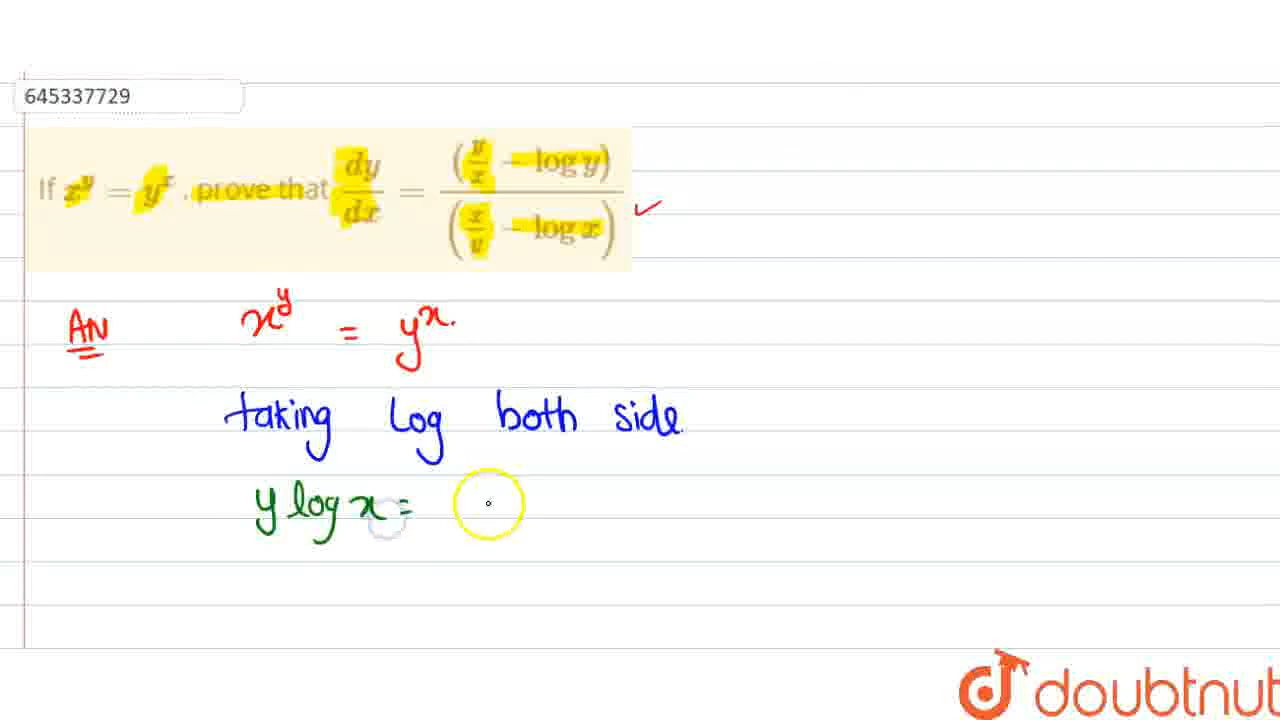 645337729
If x^y = y^x , prove that dy/dx = (y/x − log y)/(x/y − log x)
AN x^y = y^x.
taking log both side.
y log x =
doubtnut